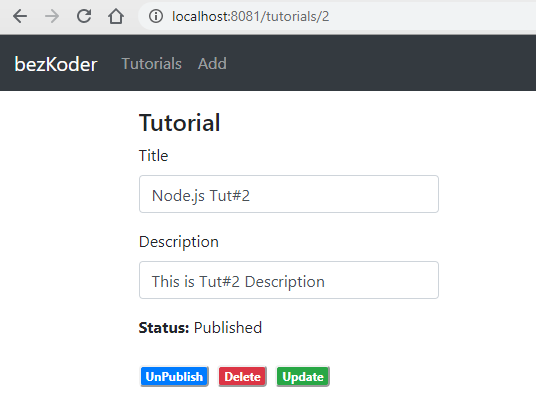 localhost:8081/tutorials/2
bezKoder Tutorials Add
Tutorial
Title
Node.js Tut#2
Description
This is Tut#2 Description
Status: Published
UnPublish Delete Update